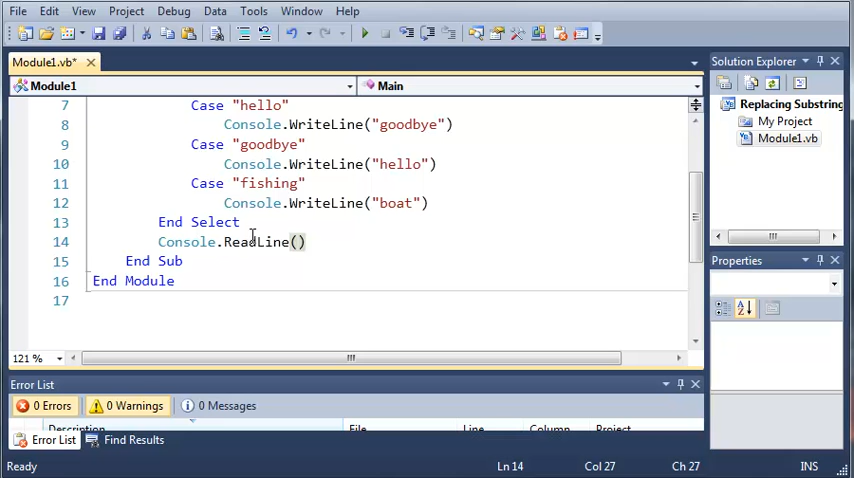 File Edit View Project Debug Data Tools Window Help
Module1.vb*
Module1 Main
7 Case "hello"
8 Console.WriteLine("goodbye")
9 Case "goodbye"
10 Console.WriteLine("hello")
11 Case "fishing"
12 Console.WriteLine("boat")
13 End Select
14 Console.ReadLine()
15 End Sub
16 End Module
17
121 %
Solution Explorer
Replacing Substring
My Project
Module1.vb
Properties
Error List
0 Errors 0 Warnings 0 Messages
Description File Line Column Project
Error List Find Results
Ready Ln 14 Col 27 Ch 27 INS